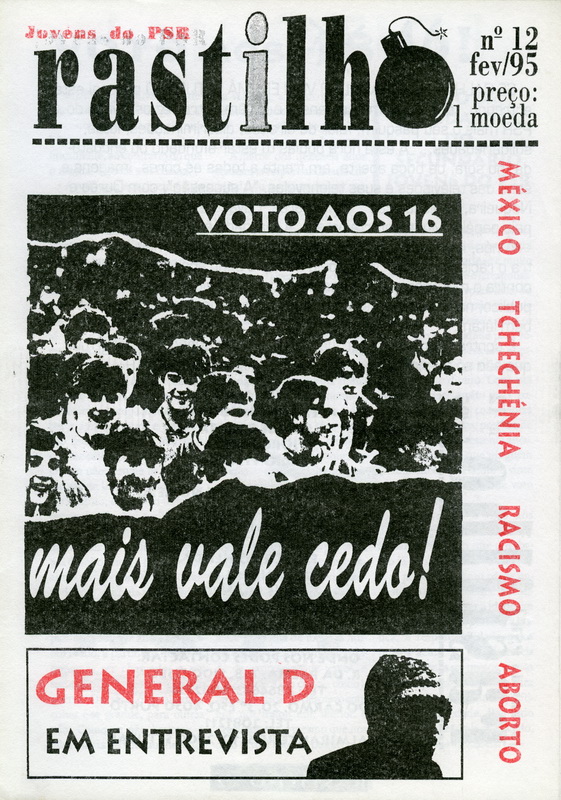 Jovens do PSR
rastilho
nº 12
fev/95
preço:
1 moeda
VOTO AOS 16
mais vale cedo!
MÉXICO TCHECHÉNIA RACISMO ABORTO
GENERAL D
EM ENTREVISTA